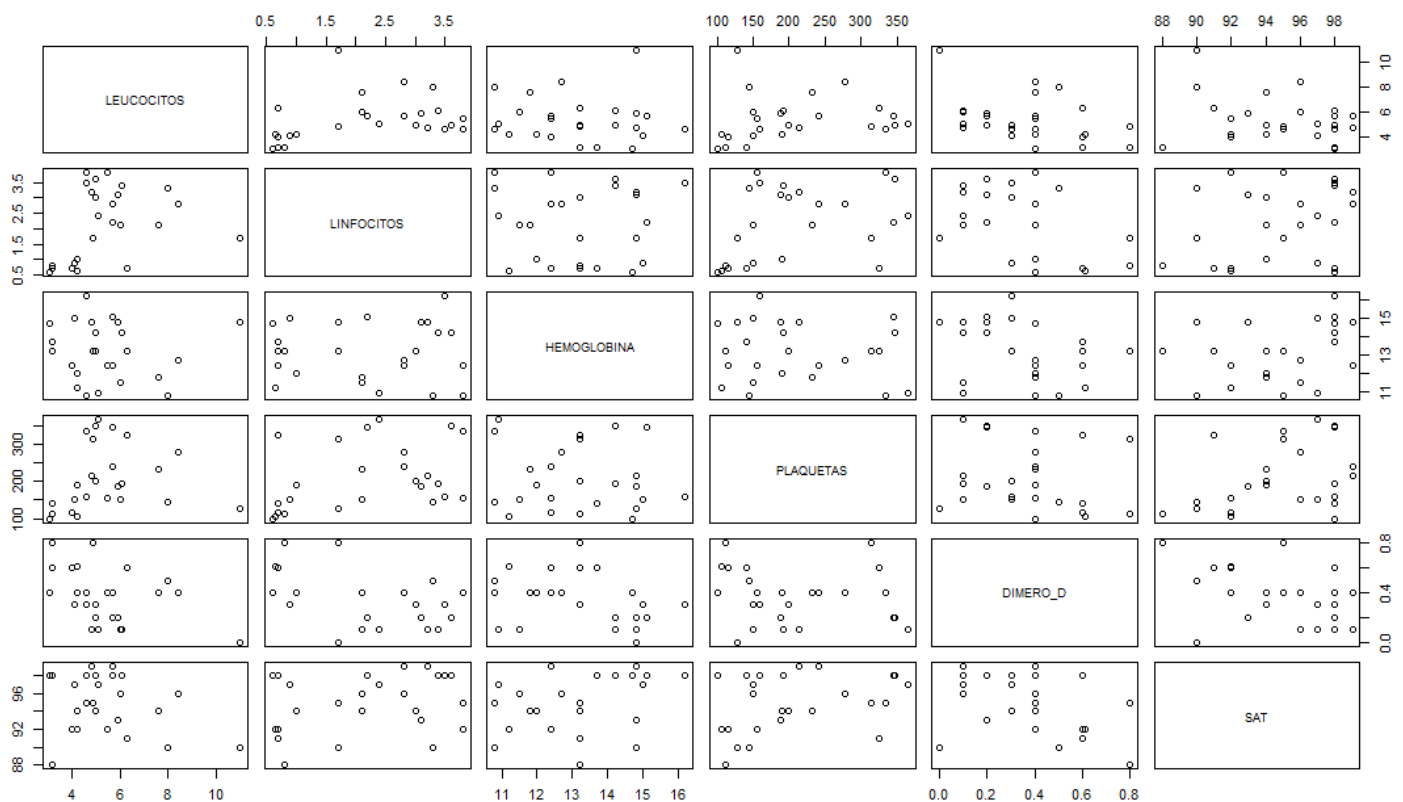 0.5 1.5 2.5 3.5 100 150 200 250 300 350 88 90 92 94 96 98
LEUCOCITOS 4 6 8 10
0.5 1.5 2.5 3.5 LINFOCITOS
HEMOGLOBINA 11 13 15
100 200 300 PLAQUETAS
DIMERO_D 0.0 0.4 0.8
88 92 96 SAT
4 6 8 10 11 12 13 14 15 16 0.0 0.2 0.4 0.6 0.8